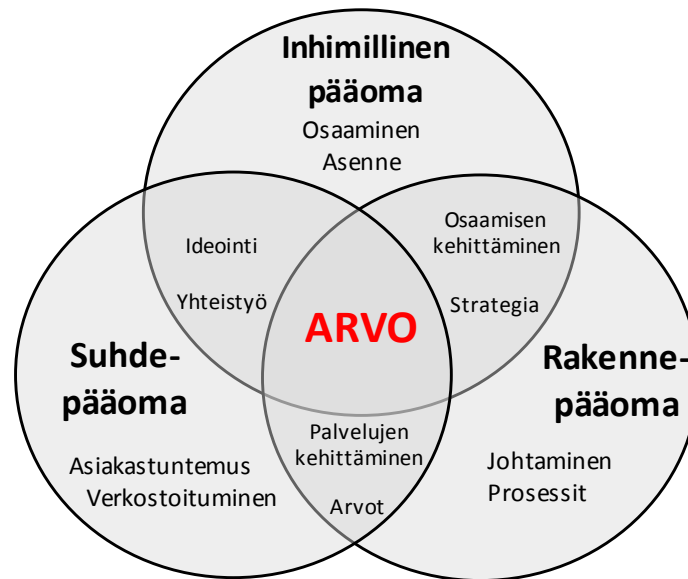 Inhimillinen
pääoma
Osaaminen
Asenne
Ideointi
Yhteistyö
Osaamisen
kehittäminen
Strategia
ARVO
Suhde-
pääoma
Asiakastuntemus
Verkostoituminen
Rakenne-
pääoma
Johtaminen
Prosessit
Palvelujen
kehittäminen
Arvot